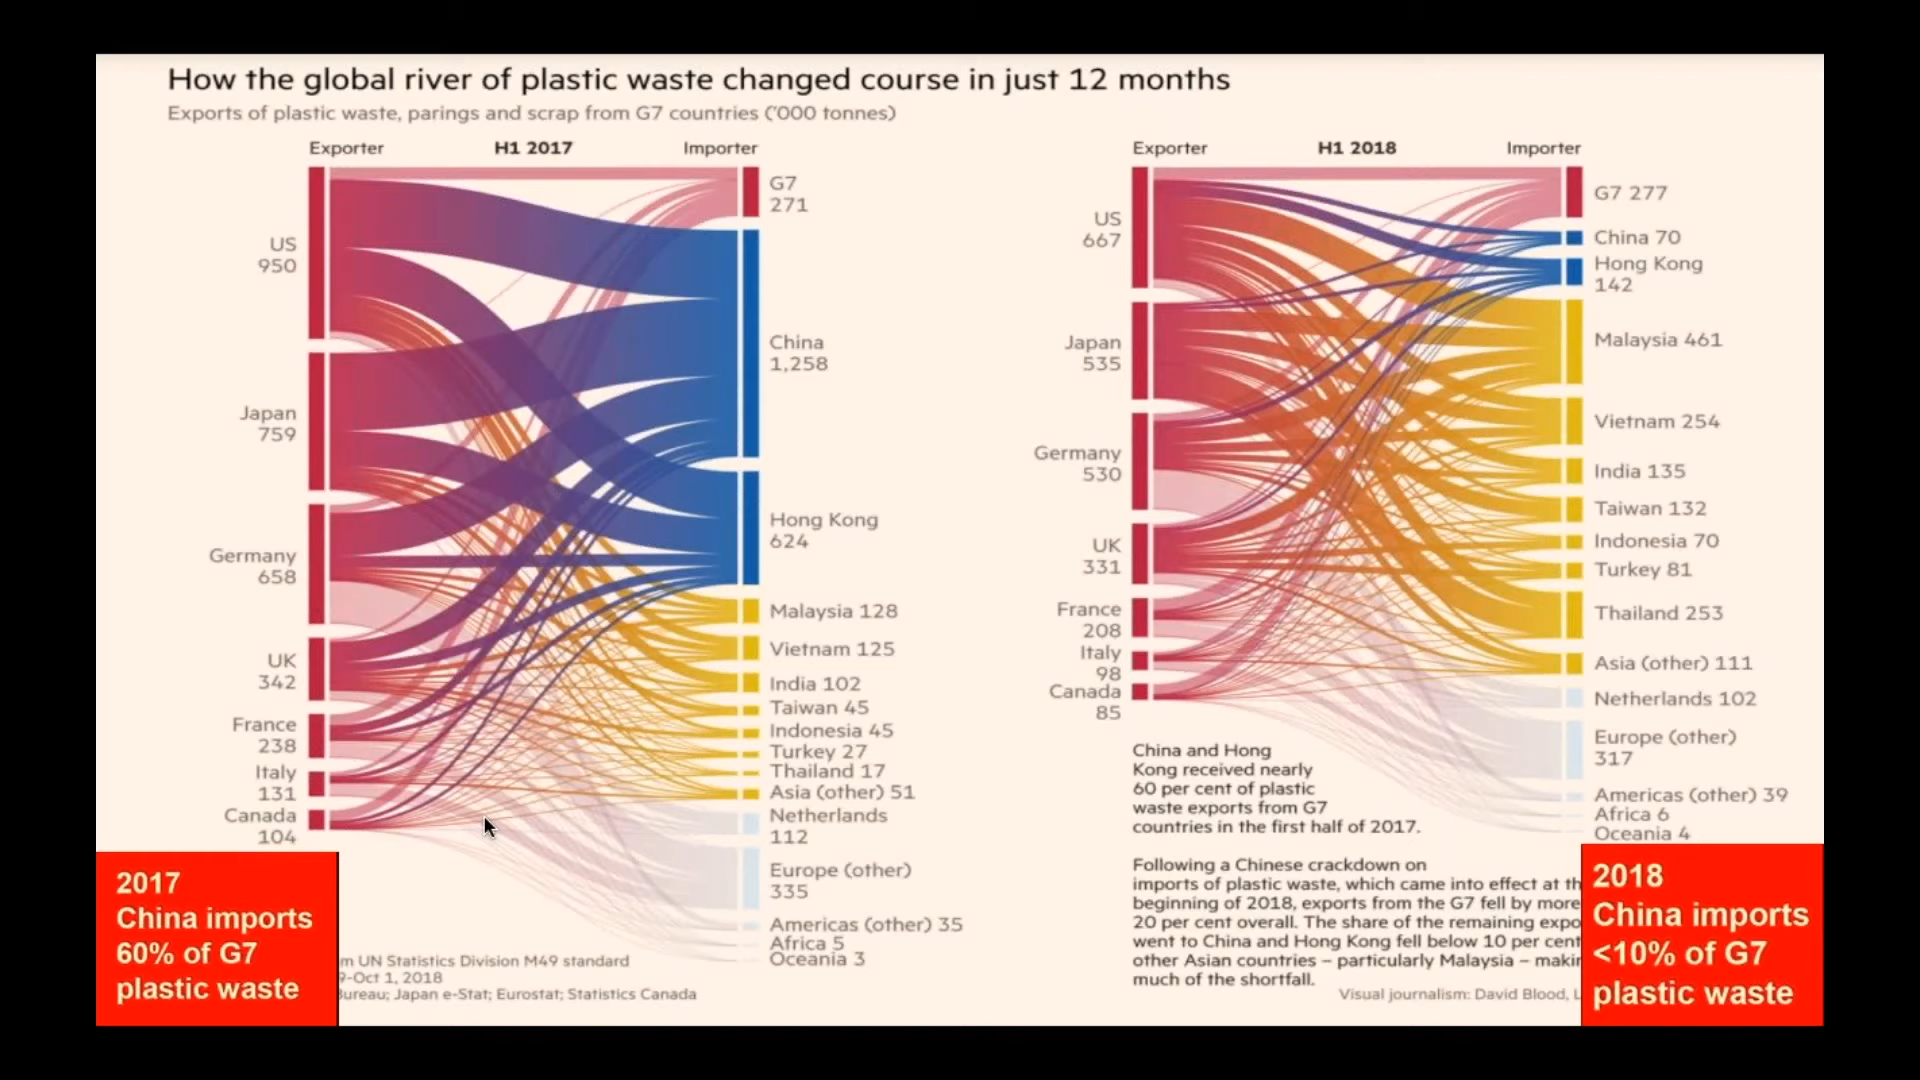 How the global river of plastic waste changed course in just 12 months
Exports of plastic waste, parings and scrap from G7 countries ('000 tonnes)
Exporter
H1 2017
Importer
US
950
Japan
759
Germany
658
UK
342
France
238
Italy
131
Canada
104
G7
271
China
1,258
Hong Kong
624
Malaysia 128
Vietnam 125
India 102
Taiwan 45
Indonesia 45
Turkey 27
Thailand 17
Asia (other) 51
Netherlands
112
Europe (other)
335
Americas (other) 35
Africa 5
Oceania 3
Exporter
H1 2018
Importer
US
667
Japan
535
Germany
530
UK
331
France
208
Italy
98
Canada
85
G7 277
China 70
Hong Kong
142
Malaysia 461
Vietnam 254
India 135
Taiwan 132
Indonesia 70
Turkey 81
Thailand 253
Asia (other) 111
Netherlands 102
Europe (other)
317
Americas (other) 39
Africa 6
Oceania 4
China and Hong
Kong received nearly
60 per cent of plastic
waste exports from G7
countries in the first half of 2017.
Following a Chinese crackdown on
imports of plastic waste, which came into effect at th
beginning of 2018, exports from the G7 fell by more
20 per cent overall. The share of the remaining expo
went to China and Hong Kong fell below 10 per cent
other Asian countries – particularly Malaysia – makin
much of the shortfall.
Visual journalism: David Blood, L
2017
China imports
60% of G7
plastic waste
m UN Statistics Division M49 standard
9-Oct 1, 2018
Bureau; Japan e-Stat; Eurostat; Statistics Canada
2018
China imports
<10% of G7
plastic waste